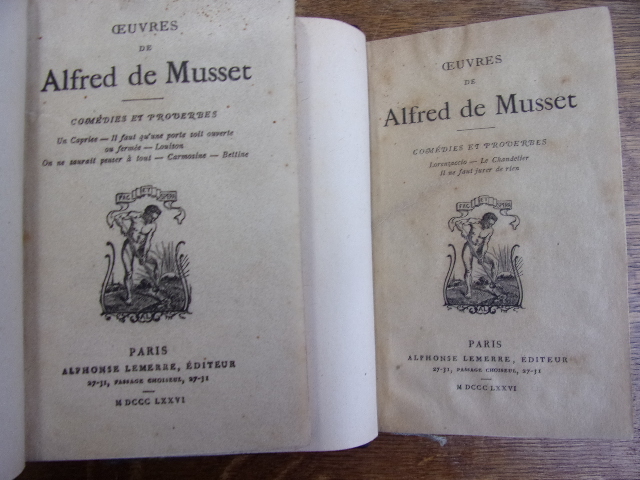 ŒUVRES
DE
Alfred de Musset
COMÉDIES ET PROVERBES
Un Caprice — Il faut qu'une porte soit ouverte
ou fermée — Louison
On ne saurait penser à tout — Carmosine — Bettine
FAC ET SPERA
AL
PARIS
ALPHONSE LEMERRE, ÉDITEUR
27-31, PASSAGE CHOISEUL, 27-31
M DCCC LXXVI
ŒUVRES
DE
Alfred de Musset
COMÉDIES ET PROVERBES
Lorenzaccio — Le Chandelier
Il ne faut jurer de rien
FAC ET SPERA
AL
PARIS
ALPHONSE LEMERRE, EDITEUR
27-31, PASSAGE CHOISEUL, 27-31
M DCCC LXXVI